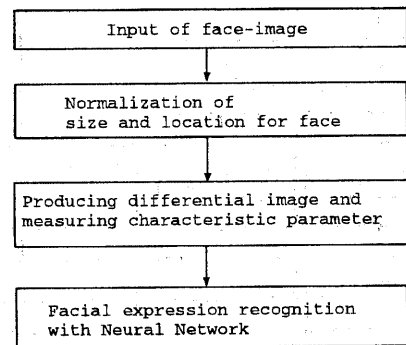 Input of face-image
Normalization of
size and location for face
Producing differential image and
measuring characteristic parameter
Facial expression recognition
with Neural Network